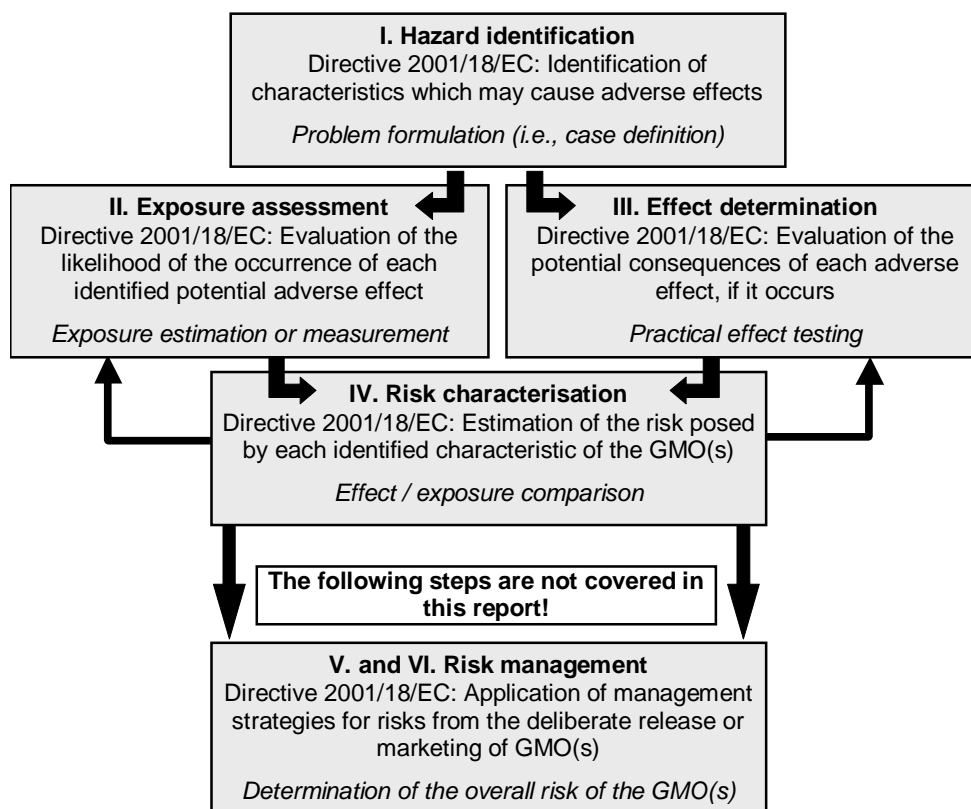 I. Hazard identification
Directive 2001/18/EC: Identification of
characteristics which may cause adverse effects
Problem formulation (i.e., case definition)
II. Exposure assessment
Directive 2001/18/EC: Evaluation of the
likelihood of the occurrence of each
identified potential adverse effect
Exposure estimation or measurement
III. Effect determination
Directive 2001/18/EC: Evaluation of the
potential consequences of each adverse
effect, if it occurs
Practical effect testing
IV. Risk characterisation
Directive 2001/18/EC: Estimation of the risk posed
by each identified characteristic of the GMO(s)
Effect / exposure comparison
The following steps are not covered in
this report!
V. and VI. Risk management
Directive 2001/18/EC: Application of management
strategies for risks from the deliberate release or
marketing of GMO(s)
Determination of the overall risk of the GMO(s)